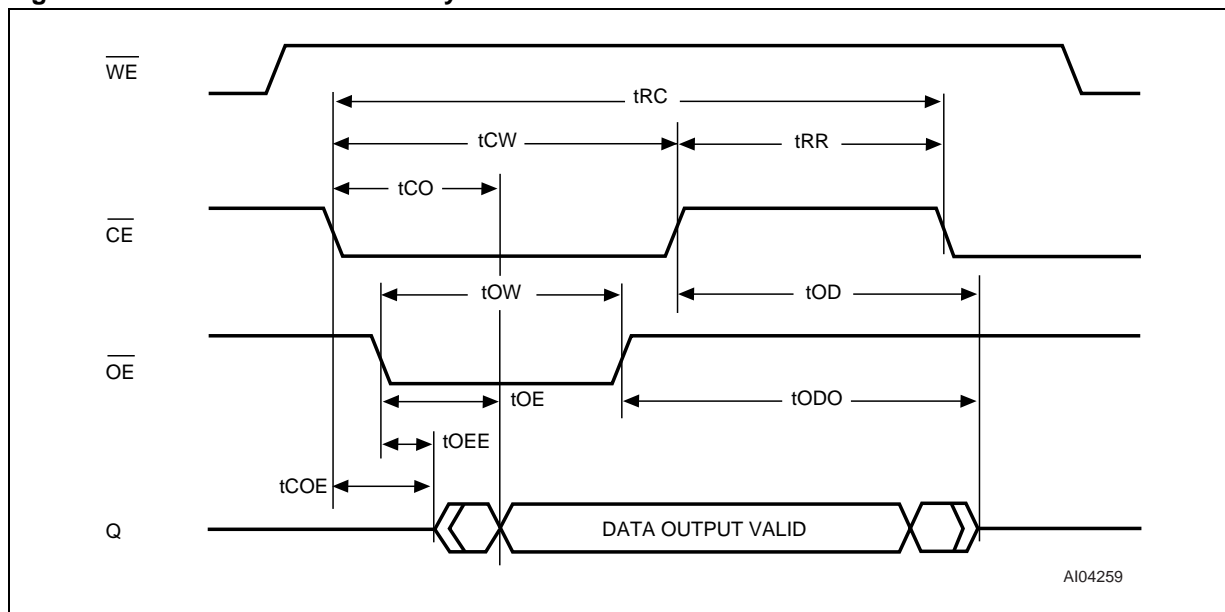 WE
tRC
tCW
tRR
tCO
CE
tOW
tOD
OE
tOE
tODO
tOEE
tCOE
Q
DATA OUTPUT VALID
AI04259